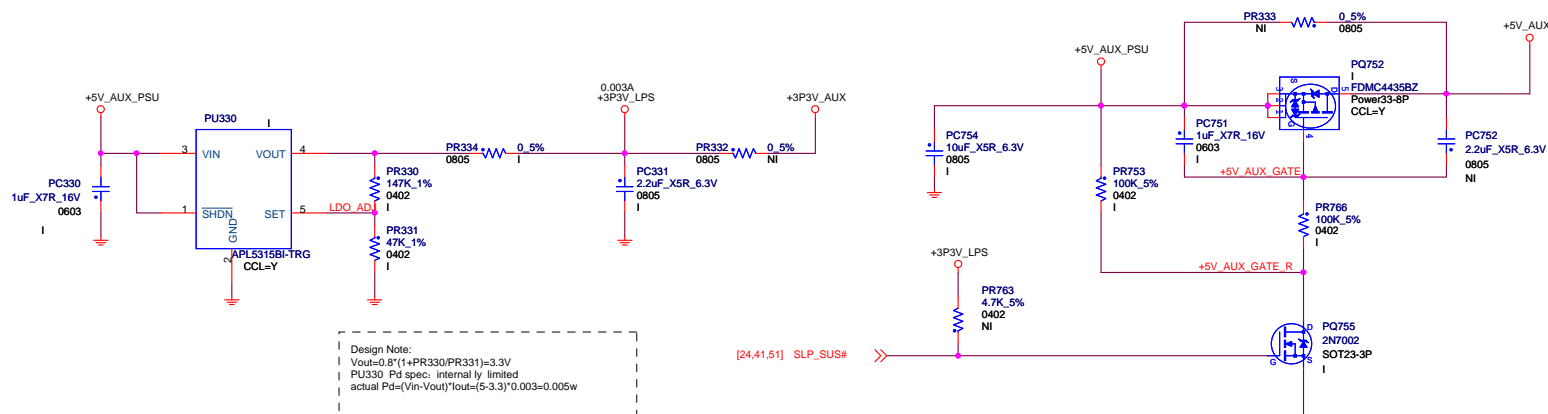 +5V_AUX_PSU
PU330
I
3
VIN
VOUT
4
1
SHDN
SET
5
GND
2
APL5315BI-TRG
CCL=Y
PC330
1uF_X7R_16V
0603
I
PR334
0_5%
0805
I
PR330
147K_1%
0402
I
LDO_ADJ
PR331
47K_1%
0402
I
0.003A
+3P3V_LPS
PC331
2.2uF_X5R_6.3V
0805
I
PR332
0_5%
0805
NI
+3P3V_AUX
Design Note:
Vout=0.8*(1+PR330/PR331)=3.3V
PU330 Pd spec: internal ly limited
actual Pd=(Vin-Vout)*Iout=(5-3.3)*0.003=0.005w
PR333
0_5%
NI
0805
+5V_AUX
+5V_AUX_PSU
PQ752
I
FDMC4435BZ
Power33-8P
CCL=Y
S
D
G
3
2
1
5
4
PC754
10uF_X5R_6.3V
0805
I
PC751
1uF_X7R_16V
0603
I
PC752
2.2uF_X5R_6.3V
0805
NI
PR753
100K_5%
0402
I
+5V_AUX_GATE
PR766
100K_5%
0402
I
+5V_AUX_GATE_R
+3P3V_LPS
PR763
4.7K_5%
0402
NI
[24,41,51] SLP_SUS#
D
G
S
PQ755
2N7002
SOT23-3P
I